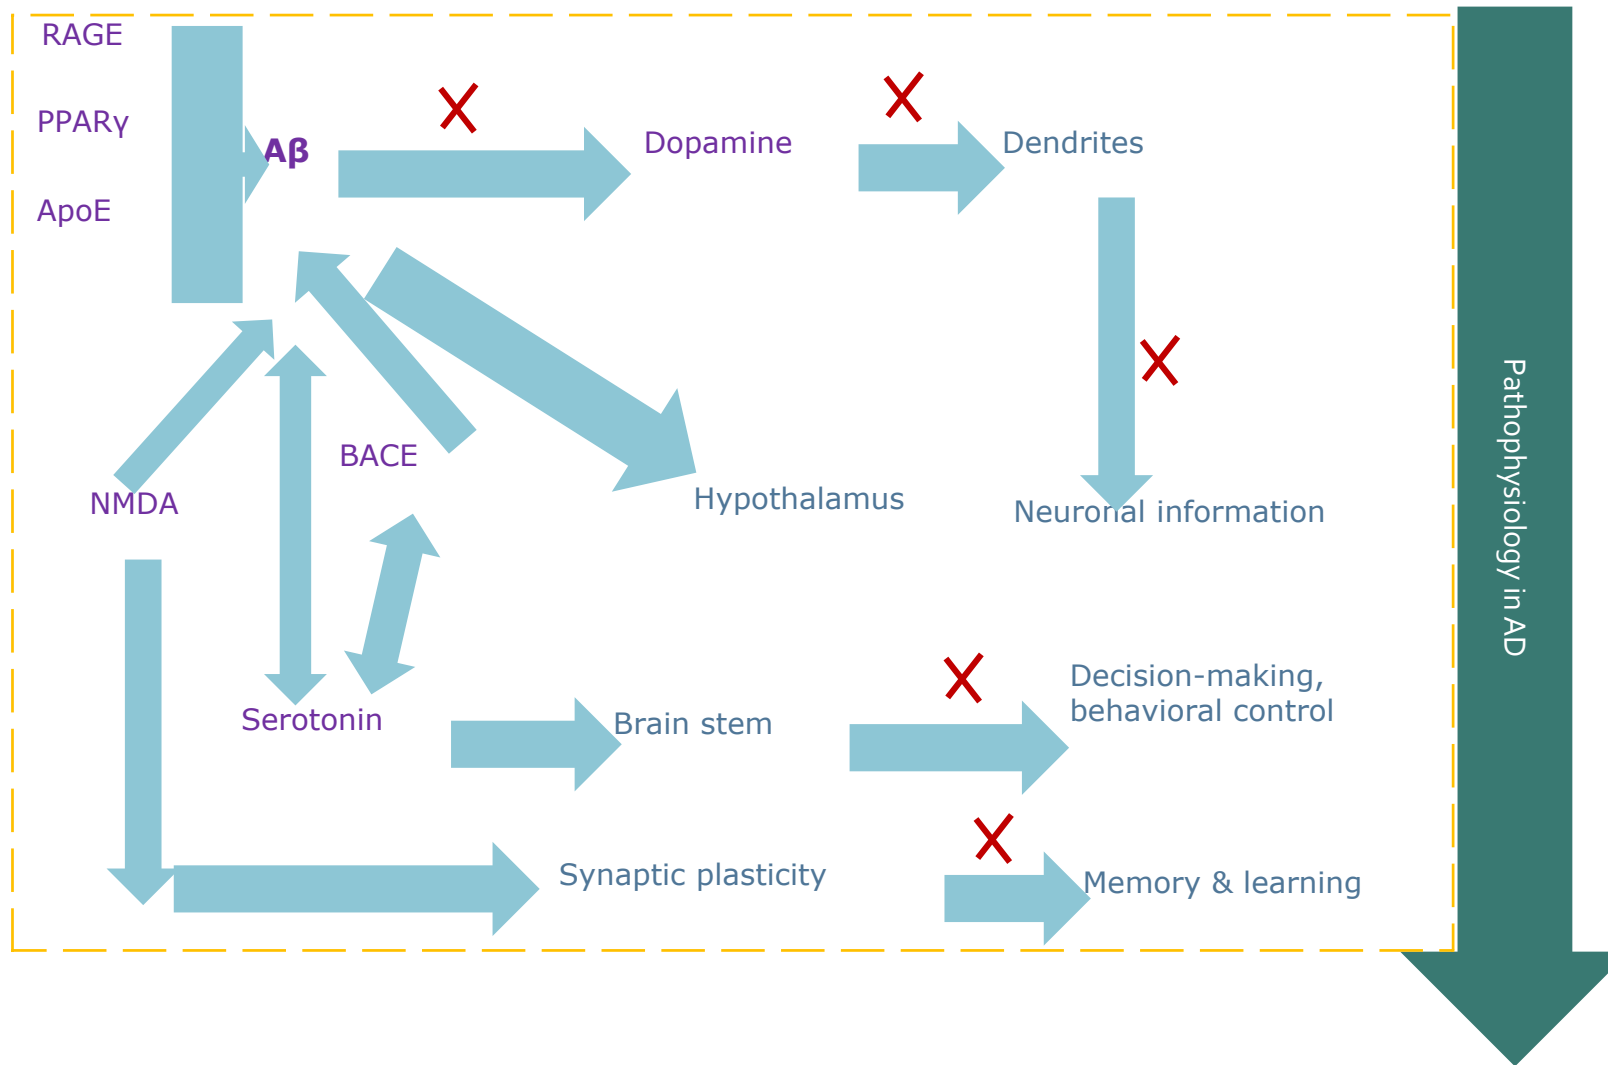 RAGE
PPARγ
Aβ
Dopamine
Dendrites
ApoE
BACE
NMDA
Hypothalamus
Neuronal information
Serotonin
Brain stem
Decision-making,
behavioral control
Synaptic plasticity
Memory & learning
Pathophysiology in AD